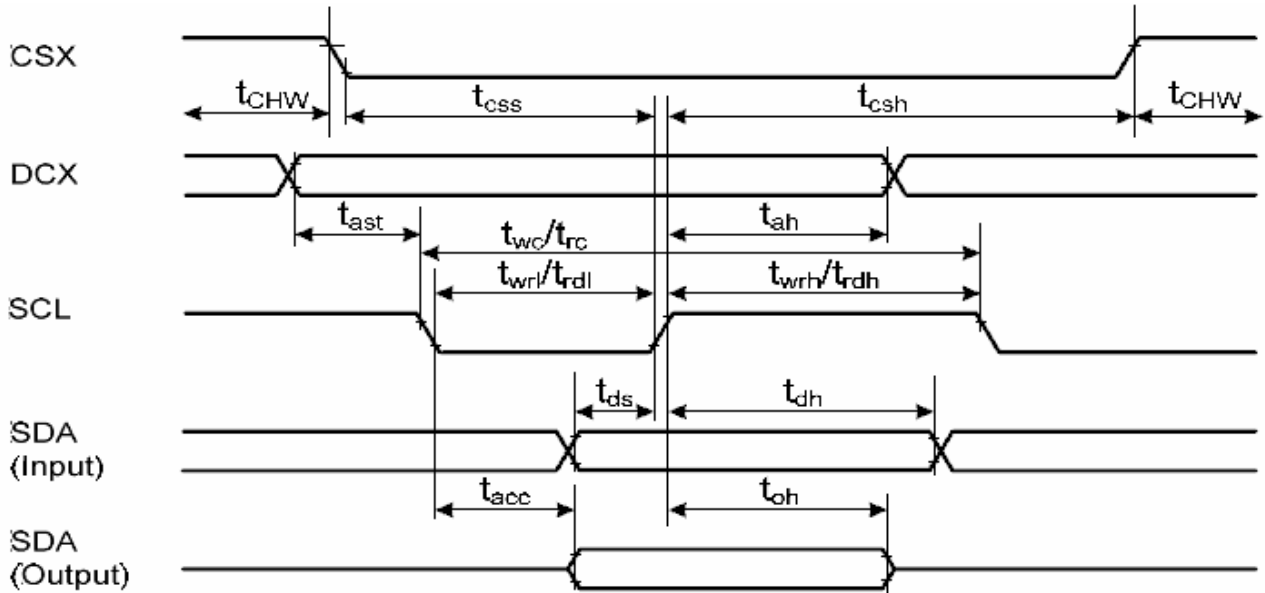 CSX
tCHW
tcss
tcsh
tCHW
DCX
tast
tah
twc/trc
twrl/trdl
twrh/trdh
SCL
tds
tdh
SDA
(Input)
tacc
toh
SDA
(Output)